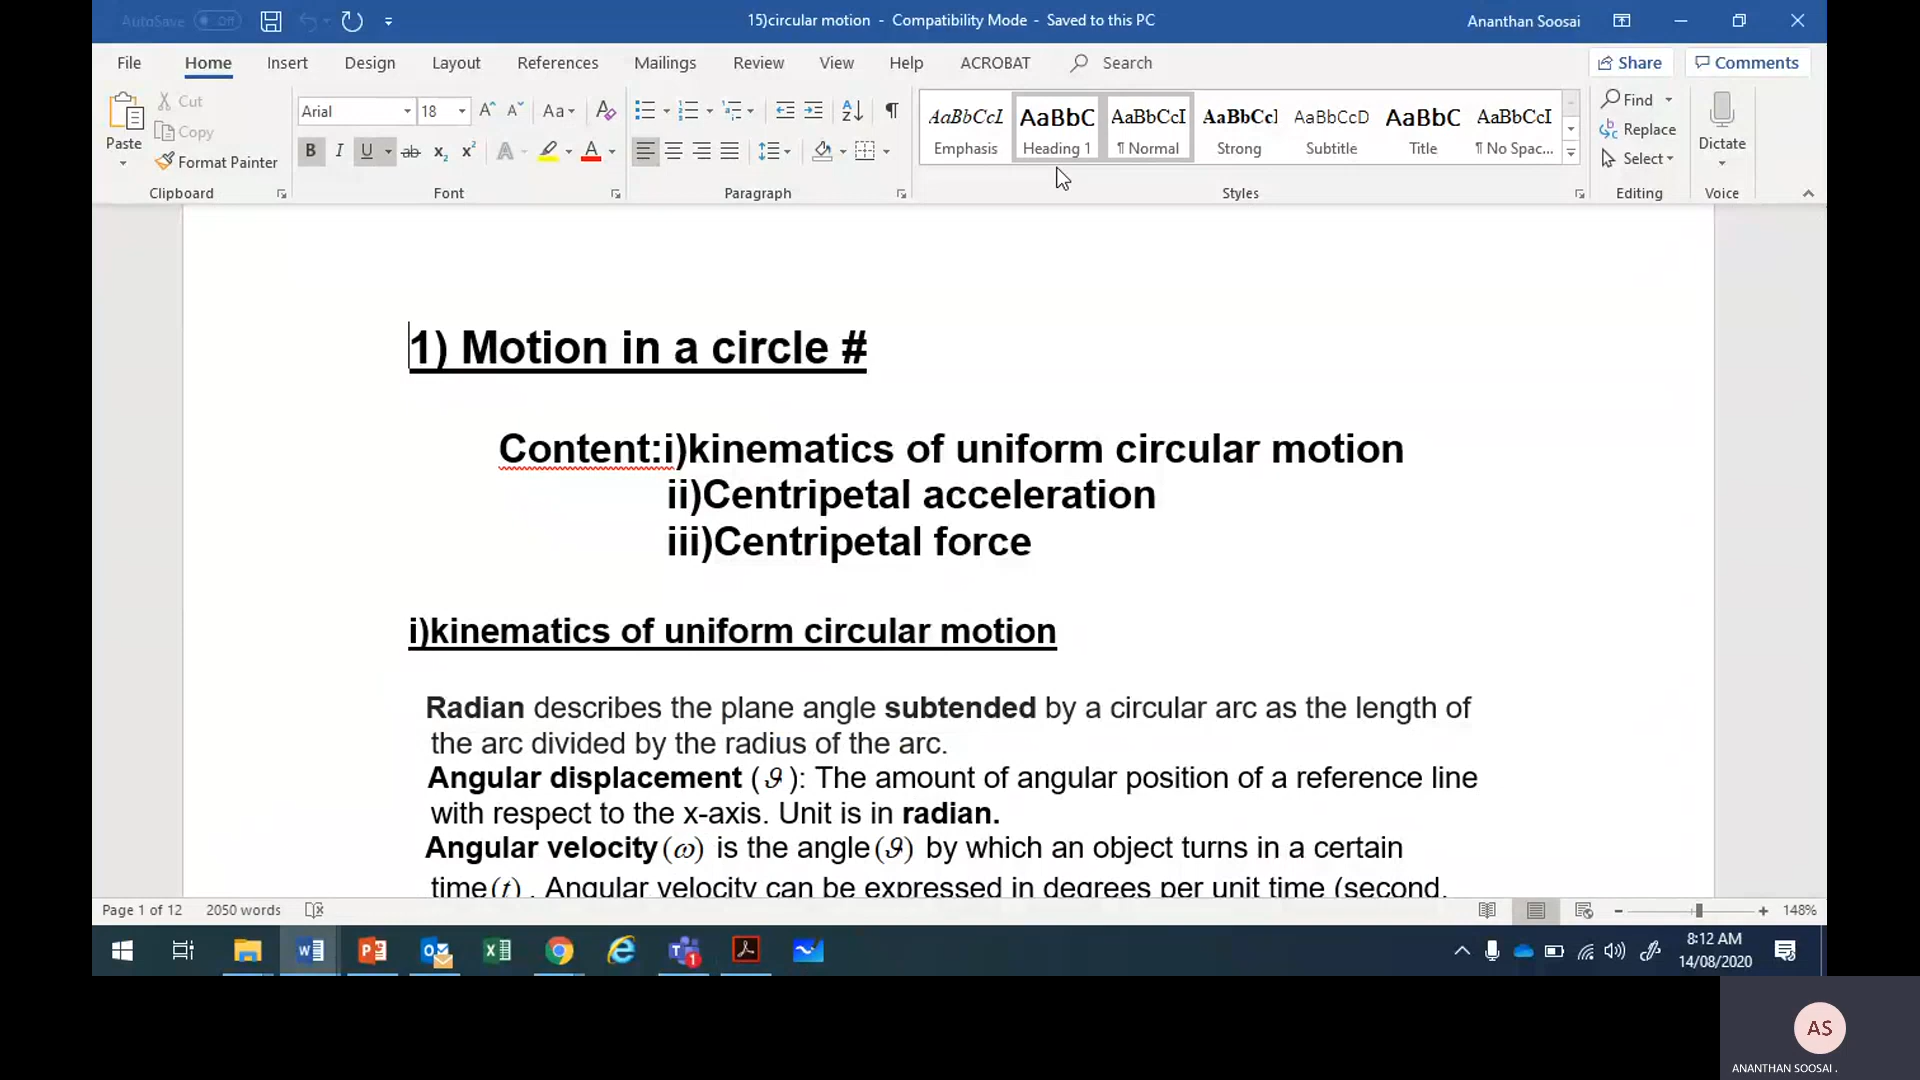 AutoSave Off
15)circular motion - Compatibility Mode - Saved to this PC
Ananthan Soosai
File Home Insert Design Layout References Mailings Review View Help ACROBAT Search
Share Comments
Paste
Cut
Copy
Format Painter
Clipboard
Arial 18
Font
Paragraph
AaBbCcI AaBbC AaBbCcI AaBbCcl AaBbCcD AaBbC AaBbCcI
Emphasis Heading 1 ¶ Normal Strong Subtitle Title ¶ No Spac...
Styles
Find
Replace
Select
Editing
Dictate
Voice
1) Motion in a circle #
Content:i)kinematics of uniform circular motion
ii)Centripetal acceleration
iii)Centripetal force
i)kinematics of uniform circular motion
Radian describes the plane angle subtended by a circular arc as the length of
the arc divided by the radius of the arc.
Angular displacement (ϑ): The amount of angular position of a reference line
with respect to the x-axis. Unit is in radian.
Angular velocity(ω) is the angle(ϑ) by which an object turns in a certain
time(t). Angular velocity can be expressed in degrees per unit time (second,
Page 1 of 12 2050 words
148%
8:12 AM
14/08/2020
AS
ANANTHAN SOOSAI .